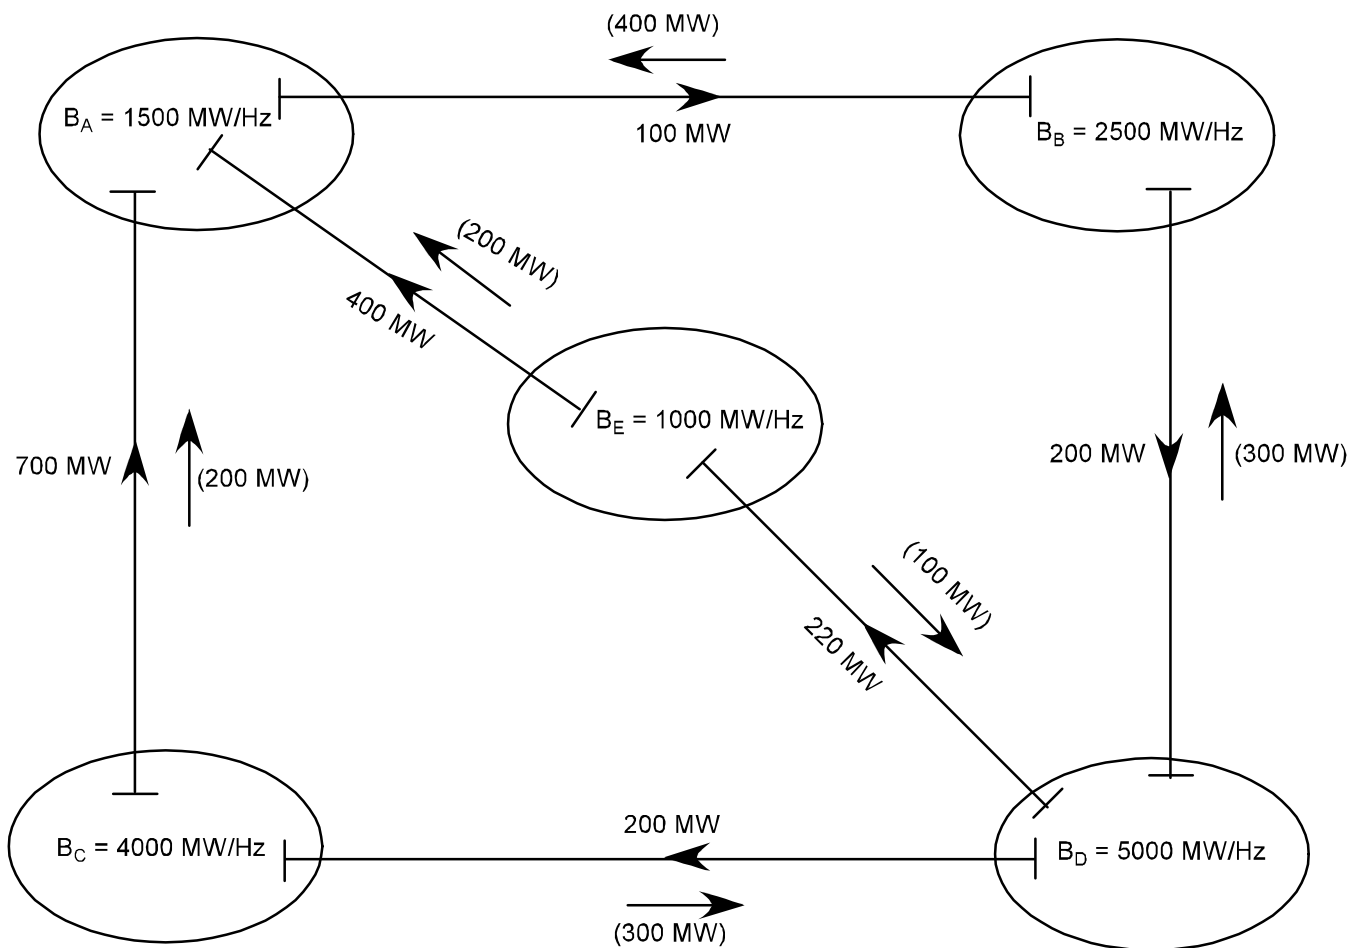 (400 MW)
B_A = 1500 MW/Hz
100 MW
B_B = 2500 MW/Hz
(200 MW)
400 MW
B_E = 1000 MW/Hz
700 MW
(200 MW)
200 MW
(300 MW)
(100 MW)
220 MW
200 MW
B_C = 4000 MW/Hz
B_D = 5000 MW/Hz
(300 MW)